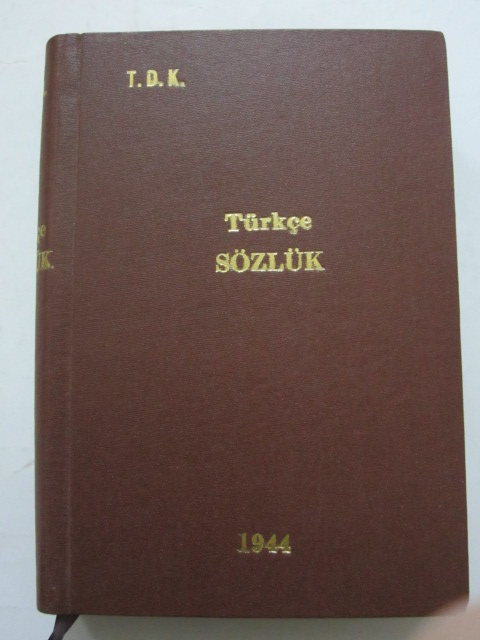 T. D. K.
Türkçe
SÖZLÜK
1944